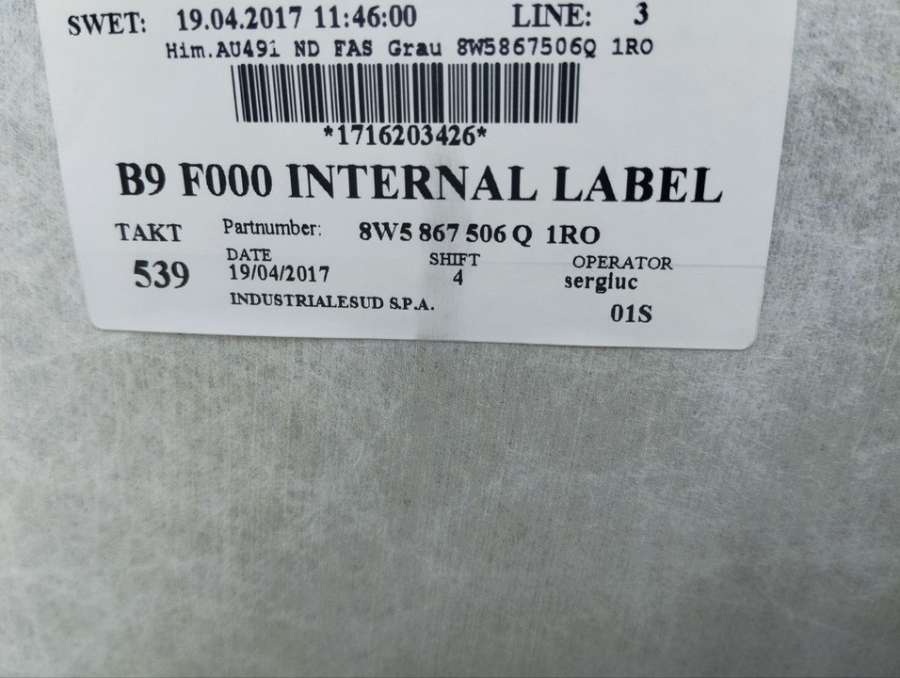 SWET: 19.04.2017 11:46:00 LINE: 3
Him.AU491 ND FAS Grau 8W5867506Q 1RO
*1716203426*
B9 F000 INTERNAL LABEL
TAKT Partnumber: 8W5 867 506 Q 1RO
DATE SHIFT OPERATOR
539 19/04/2017 4 sergiuc
INDUSTRIALESUD S.P.A. 01S